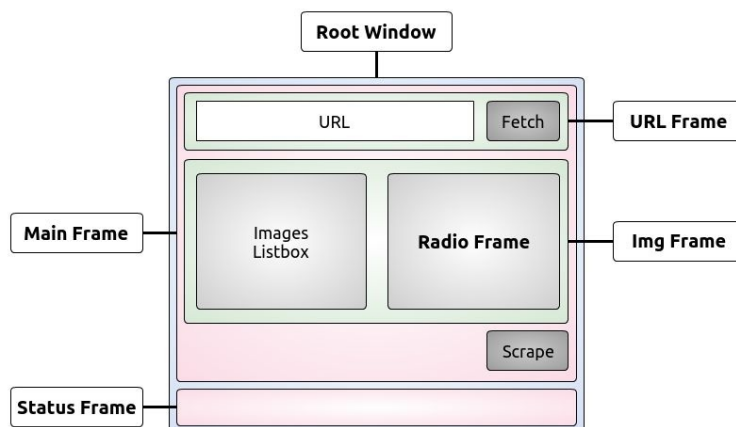 Root Window
URL
Fetch
URL Frame
Main Frame
Images
Listbox
Radio Frame
Img Frame
Scrape
Status Frame